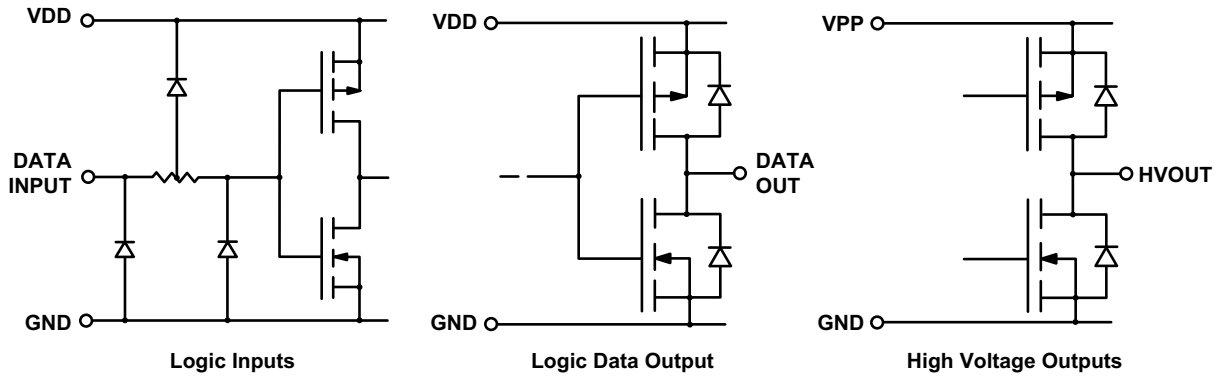 VDD
DATA
INPUT
GND
Logic Inputs
VDD
DATA
OUT
GND
Logic Data Output
VPP
HVOUT
GND
High Voltage Outputs